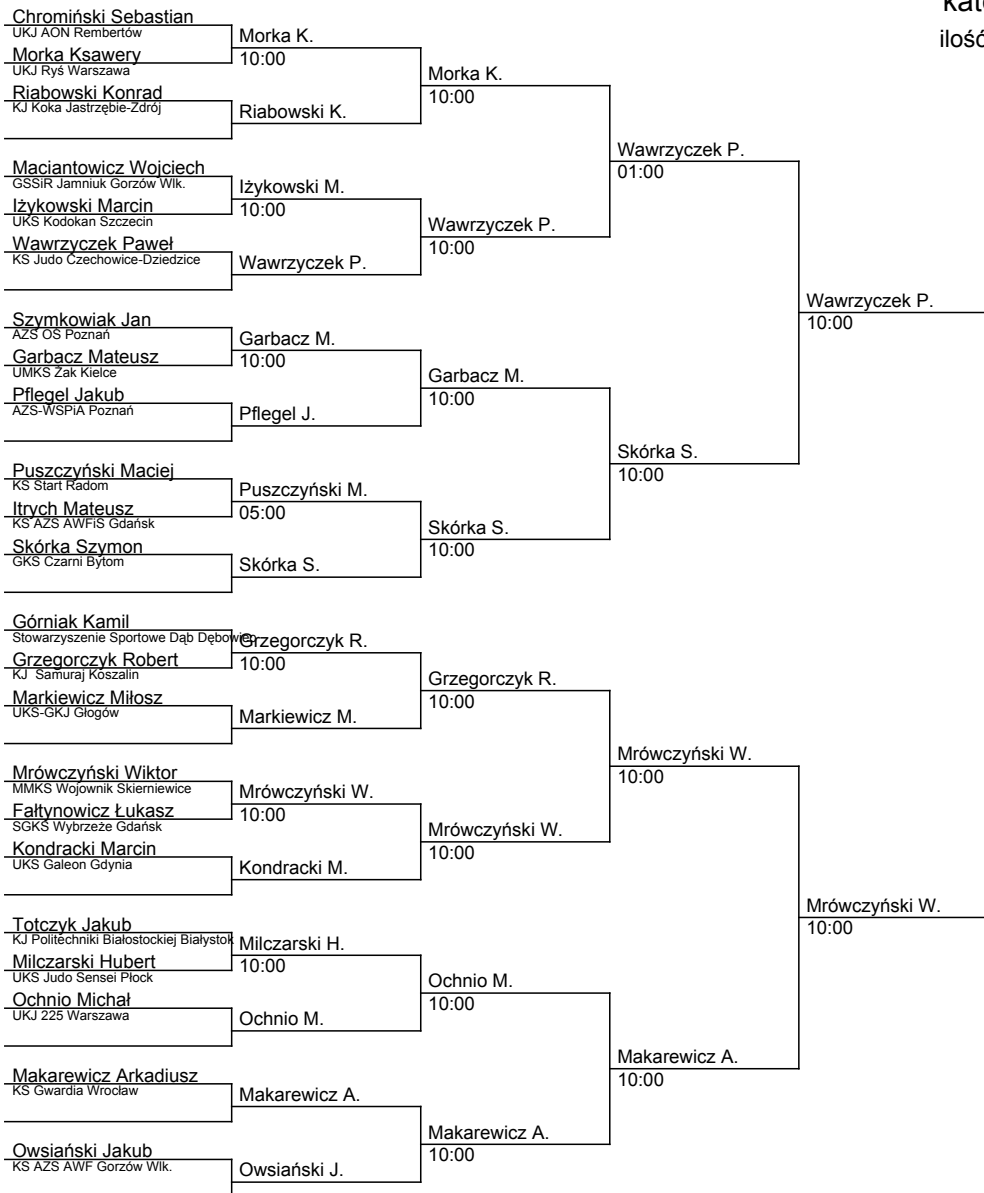 kate
ilość
Chromiński Sebastian
UKJ AON Rembertów
Morka Ksawery
UKJ Ryś Warszawa
Riabowski Konrad
KJ Koka Jastrzębie-Zdrój
Maciantowicz Wojciech
GSSiR Jamniuk Gorzów Wlk.
Iżykowski Marcin
UKS Kodokan Szczecin
Wawrzyczek Paweł
KS Judo Czechowice-Dziedzice
Szymkowiak Jan
AZS OŚ Poznań
Garbacz Mateusz
UMKS Żak Kielce
Pflegel Jakub
AZS-WSPiA Poznań
Puszczyński Maciej
KS Start Radom
Itrych Mateusz
KS AZS AWFiS Gdańsk
Skórka Szymon
GKS Czarni Bytom
Górniak Kamil
Stowarzyszenie Sportowe Dąb Dębowiec
Grzegorczyk Robert
KJ Samuraj Koszalin
Markiewicz Miłosz
UKS-GKJ Głogów
Mrówczyński Wiktor
MMKS Wojownik Skierniewice
Fałtynowicz Łukasz
SGKS Wybrzeże Gdańsk
Kondracki Marcin
UKS Galeon Gdynia
Totczyk Jakub
KJ Politechniki Białostockiej Białystok
Milczarski Hubert
UKS Judo Sensei Płock
Ochnio Michał
UKJ 225 Warszawa
Makarewicz Arkadiusz
KS Gwardia Wrocław
Owsiański Jakub
KS AZS AWF Gorzów Wlk.
Morka K.
10:00
Riabowski K.
Iżykowski M.
10:00
Wawrzyczek P.
Garbacz M.
10:00
Pflegel J.
Puszczyński M.
05:00
Skórka S.
Grzegorczyk R.
10:00
Markiewicz M.
Mrówczyński W.
10:00
Kondracki M.
Milczarski H.
10:00
Ochnio M.
Makarewicz A.
Owsiański J.
Morka K.
10:00
Wawrzyczek P.
10:00
Garbacz M.
10:00
Skórka S.
10:00
Grzegorczyk R.
10:00
Mrówczyński W.
10:00
Ochnio M.
10:00
Makarewicz A.
10:00
Wawrzyczek P.
01:00
Skórka S.
10:00
Mrówczyński W.
10:00
Makarewicz A.
10:00
Wawrzyczek P.
10:00
Mrówczyński W.
10:00